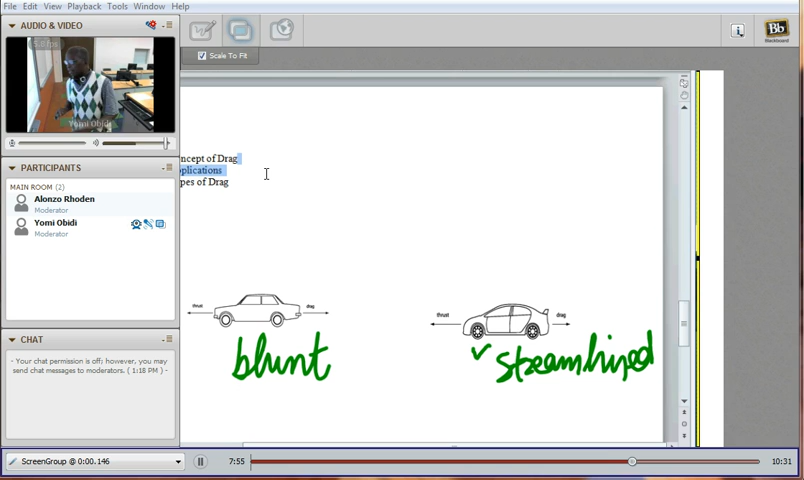 File Edit View Playback Tools Window Help
AUDIO & VIDEO
Yomi Obidi
Bb
Blackboard
Scale To Fit
PARTICIPANTS
MAIN ROOM (2)
Alonzo Rhoden
Moderator
Yomi Obidi
Moderator
CHAT
- Your chat permission is off; however, you may
send chat messages to moderators. ( 1:18 PM ) -
ncept of Drag
plications
pes of Drag
thrust drag
thrust drag
blunt
streamlined
ScreenGroup @ 0:00.146
7:55
10:31